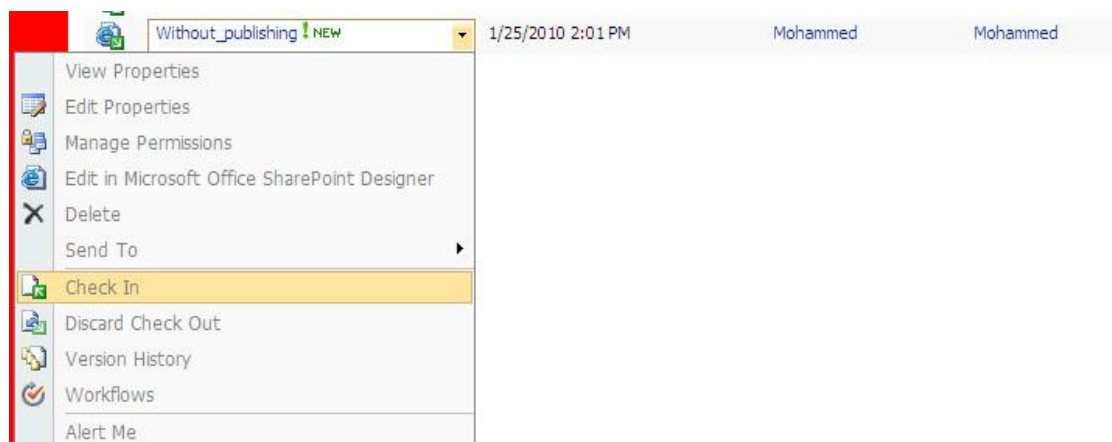 Without_publishing ! NEW 1/25/2010 2:01 PM Mohammed Mohammed
View Properties
Edit Properties
Manage Permissions
Edit in Microsoft Office SharePoint Designer
Delete
Send To
Check In
Discard Check Out
Version History
Workflows
Alert Me